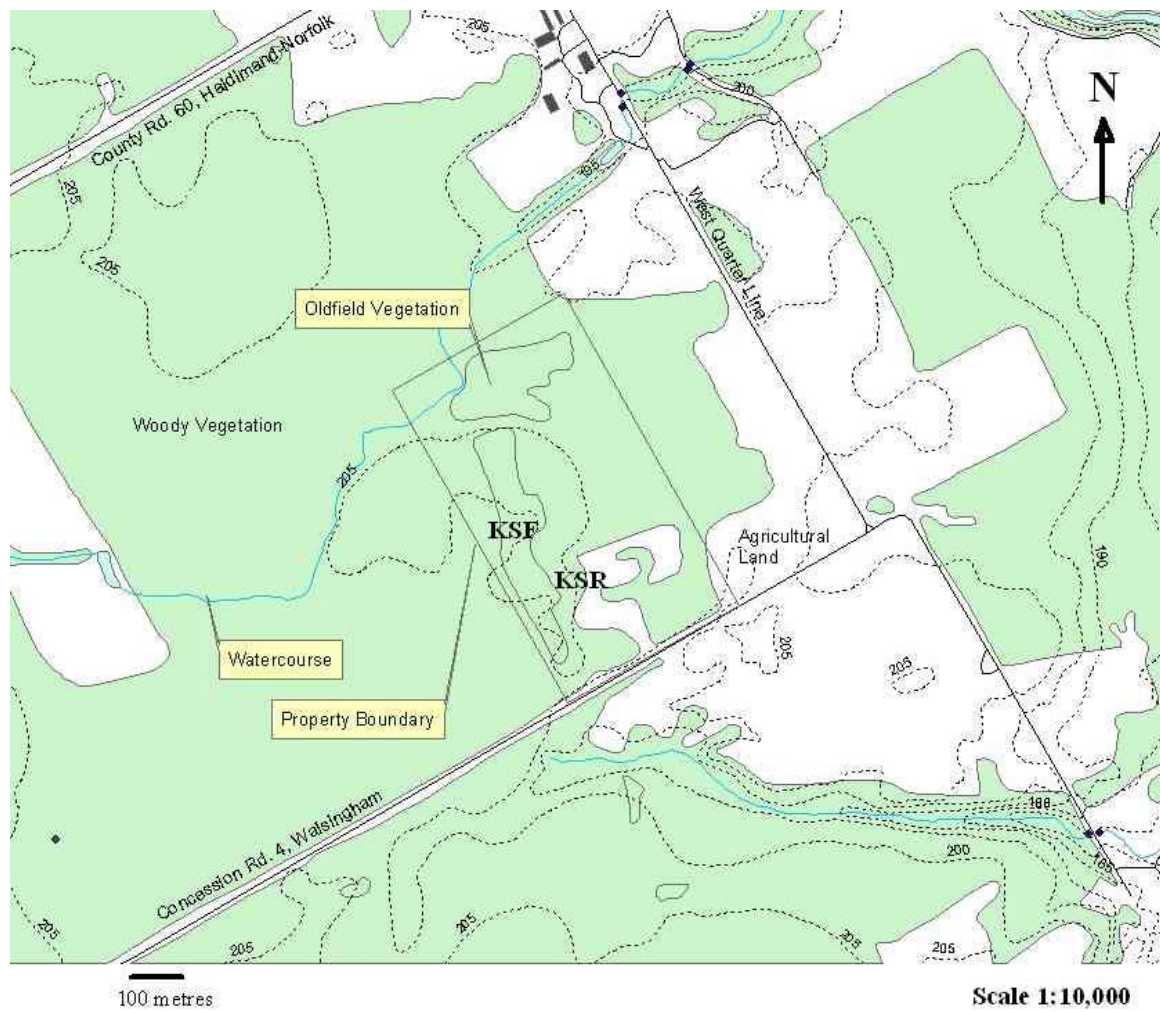 205
County Rd. 60, Haldimand-Norfolk
200
N
195
205
West Quarter Line
205
Oldfield Vegetation
Woody Vegetation
205
KSF
Agricultural
Land
190
KSR
205
Watercourse
205
Property Boundary
Concession Rd. 4, Walsingham
200
205
205
205
205
205
100 metres
Scale 1:10,000